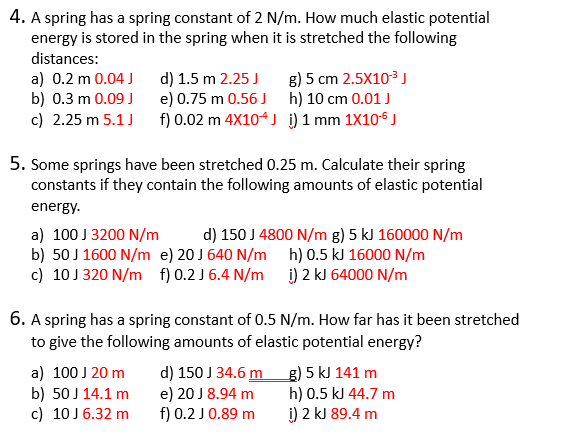 4. A spring has a spring constant of 2 N/m. How much elastic potential
energy is stored in the spring when it is stretched the following
distances:
a) 0.2 m 0.04 J d) 1.5 m 2.25 J g) 5 cm 2.5X10⁻³ J
b) 0.3 m 0.09 J e) 0.75 m 0.56 J h) 10 cm 0.01 J
c) 2.25 m 5.1 J f) 0.02 m 4X10⁻⁴ J i) 1 mm 1X10⁻⁶ J
5. Some springs have been stretched 0.25 m. Calculate their spring
constants if they contain the following amounts of elastic potential
energy.
a) 100 J 3200 N/m d) 150 J 4800 N/m g) 5 kJ 160000 N/m
b) 50 J 1600 N/m e) 20 J 640 N/m h) 0.5 kJ 16000 N/m
c) 10 J 320 N/m f) 0.2 J 6.4 N/m i) 2 kJ 64000 N/m
6. A spring has a spring constant of 0.5 N/m. How far has it been stretched
to give the following amounts of elastic potential energy?
a) 100 J 20 m d) 150 J 34.6 m g) 5 kJ 141 m
b) 50 J 14.1 m e) 20 J 8.94 m h) 0.5 kJ 44.7 m
c) 10 J 6.32 m f) 0.2 J 0.89 m i) 2 kJ 89.4 m